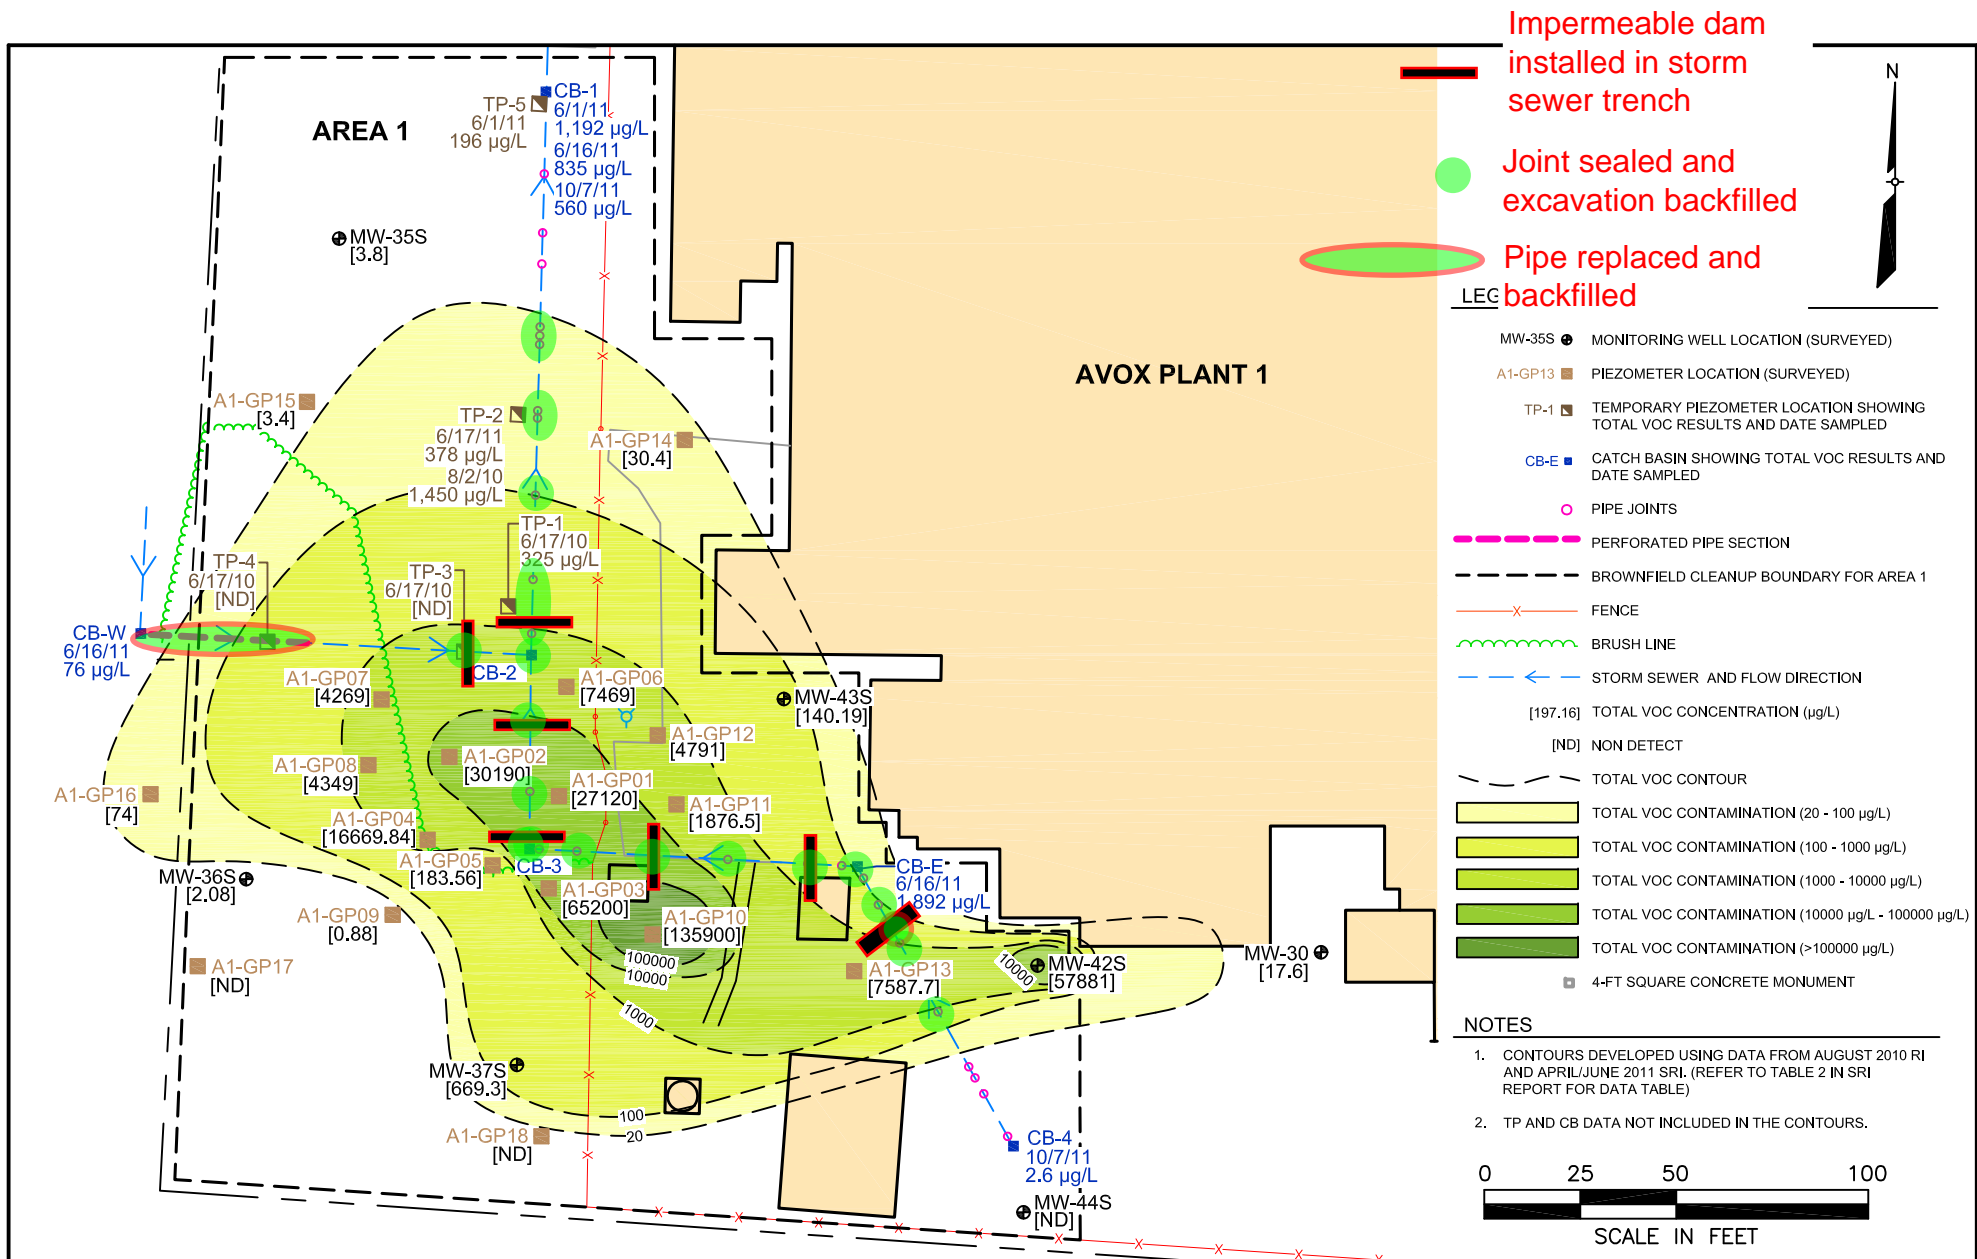 Impermeable dam
installed in storm
sewer trench
Joint sealed and
excavation backfilled
Pipe replaced and
backfilled
N
LEG
MW-35S MONITORING WELL LOCATION (SURVEYED)
A1-GP13 PIEZOMETER LOCATION (SURVEYED)
TP-1 TEMPORARY PIEZOMETER LOCATION SHOWING
TOTAL VOC RESULTS AND DATE SAMPLED
CB-E CATCH BASIN SHOWING TOTAL VOC RESULTS AND
DATE SAMPLED
PIPE JOINTS
PERFORATED PIPE SECTION
BROWNFIELD CLEANUP BOUNDARY FOR AREA 1
X FENCE
BRUSH LINE
STORM SEWER AND FLOW DIRECTION
[197.16] TOTAL VOC CONCENTRATION (µg/L)
[ND] NON DETECT
TOTAL VOC CONTOUR
TOTAL VOC CONTAMINATION (20 - 100 µg/L)
TOTAL VOC CONTAMINATION (100 - 1000 µg/L)
TOTAL VOC CONTAMINATION (1000 - 10000 µg/L)
TOTAL VOC CONTAMINATION (10000 µg/L - 100000 µg/L)
TOTAL VOC CONTAMINATION (>100000 µg/L)
4-FT SQUARE CONCRETE MONUMENT
NOTES
1. CONTOURS DEVELOPED USING DATA FROM AUGUST 2010 RI
AND APRIL/JUNE 2011 SRI. (REFER TO TABLE 2 IN SRI
REPORT FOR DATA TABLE)
2. TP AND CB DATA NOT INCLUDED IN THE CONTOURS.
0 25 50 100
SCALE IN FEET
AREA 1
AVOX PLANT 1
TP-5
6/1/11
196 µg/L
CB-1
6/1/11
1,192 µg/L
6/16/11
835 µg/L
10/7/11
560 µg/L
MW-35S
[3.8]
A1-GP15
[3.4]
TP-2
6/17/11
378 µg/L
8/2/10
1,450 µg/L
A1-GP14
[30.4]
TP-1
6/17/10
325 µg/L
TP-4
6/17/10
[ND]
TP-3
6/17/10
[ND]
CB-W
6/16/11
76 µg/L
CB-2
A1-GP07
[4269]
A1-GP06
[7469]
MW-43S
[140.19]
A1-GP12
[4791]
A1-GP02
[30190]
A1-GP08
[4349]
A1-GP01
[27120]
A1-GP16
[74]
A1-GP11
[1876.5]
A1-GP04
[16669.84]
A1-GP05
[183.56]
CB-3
CB-E
6/16/11
1,892 µg/L
MW-36S
[2.08]
A1-GP03
[65200]
A1-GP09
[0.88]
A1-GP10
[135900]
100000
10000
1000
A1-GP17
[ND]
A1-GP13
[7587.7]
10000
MW-42S
[57881]
MW-30
[17.6]
MW-37S
[669.3]
100
20
A1-GP18
[ND]
CB-4
10/7/11
2.6 µg/L
MW-44S
[ND]